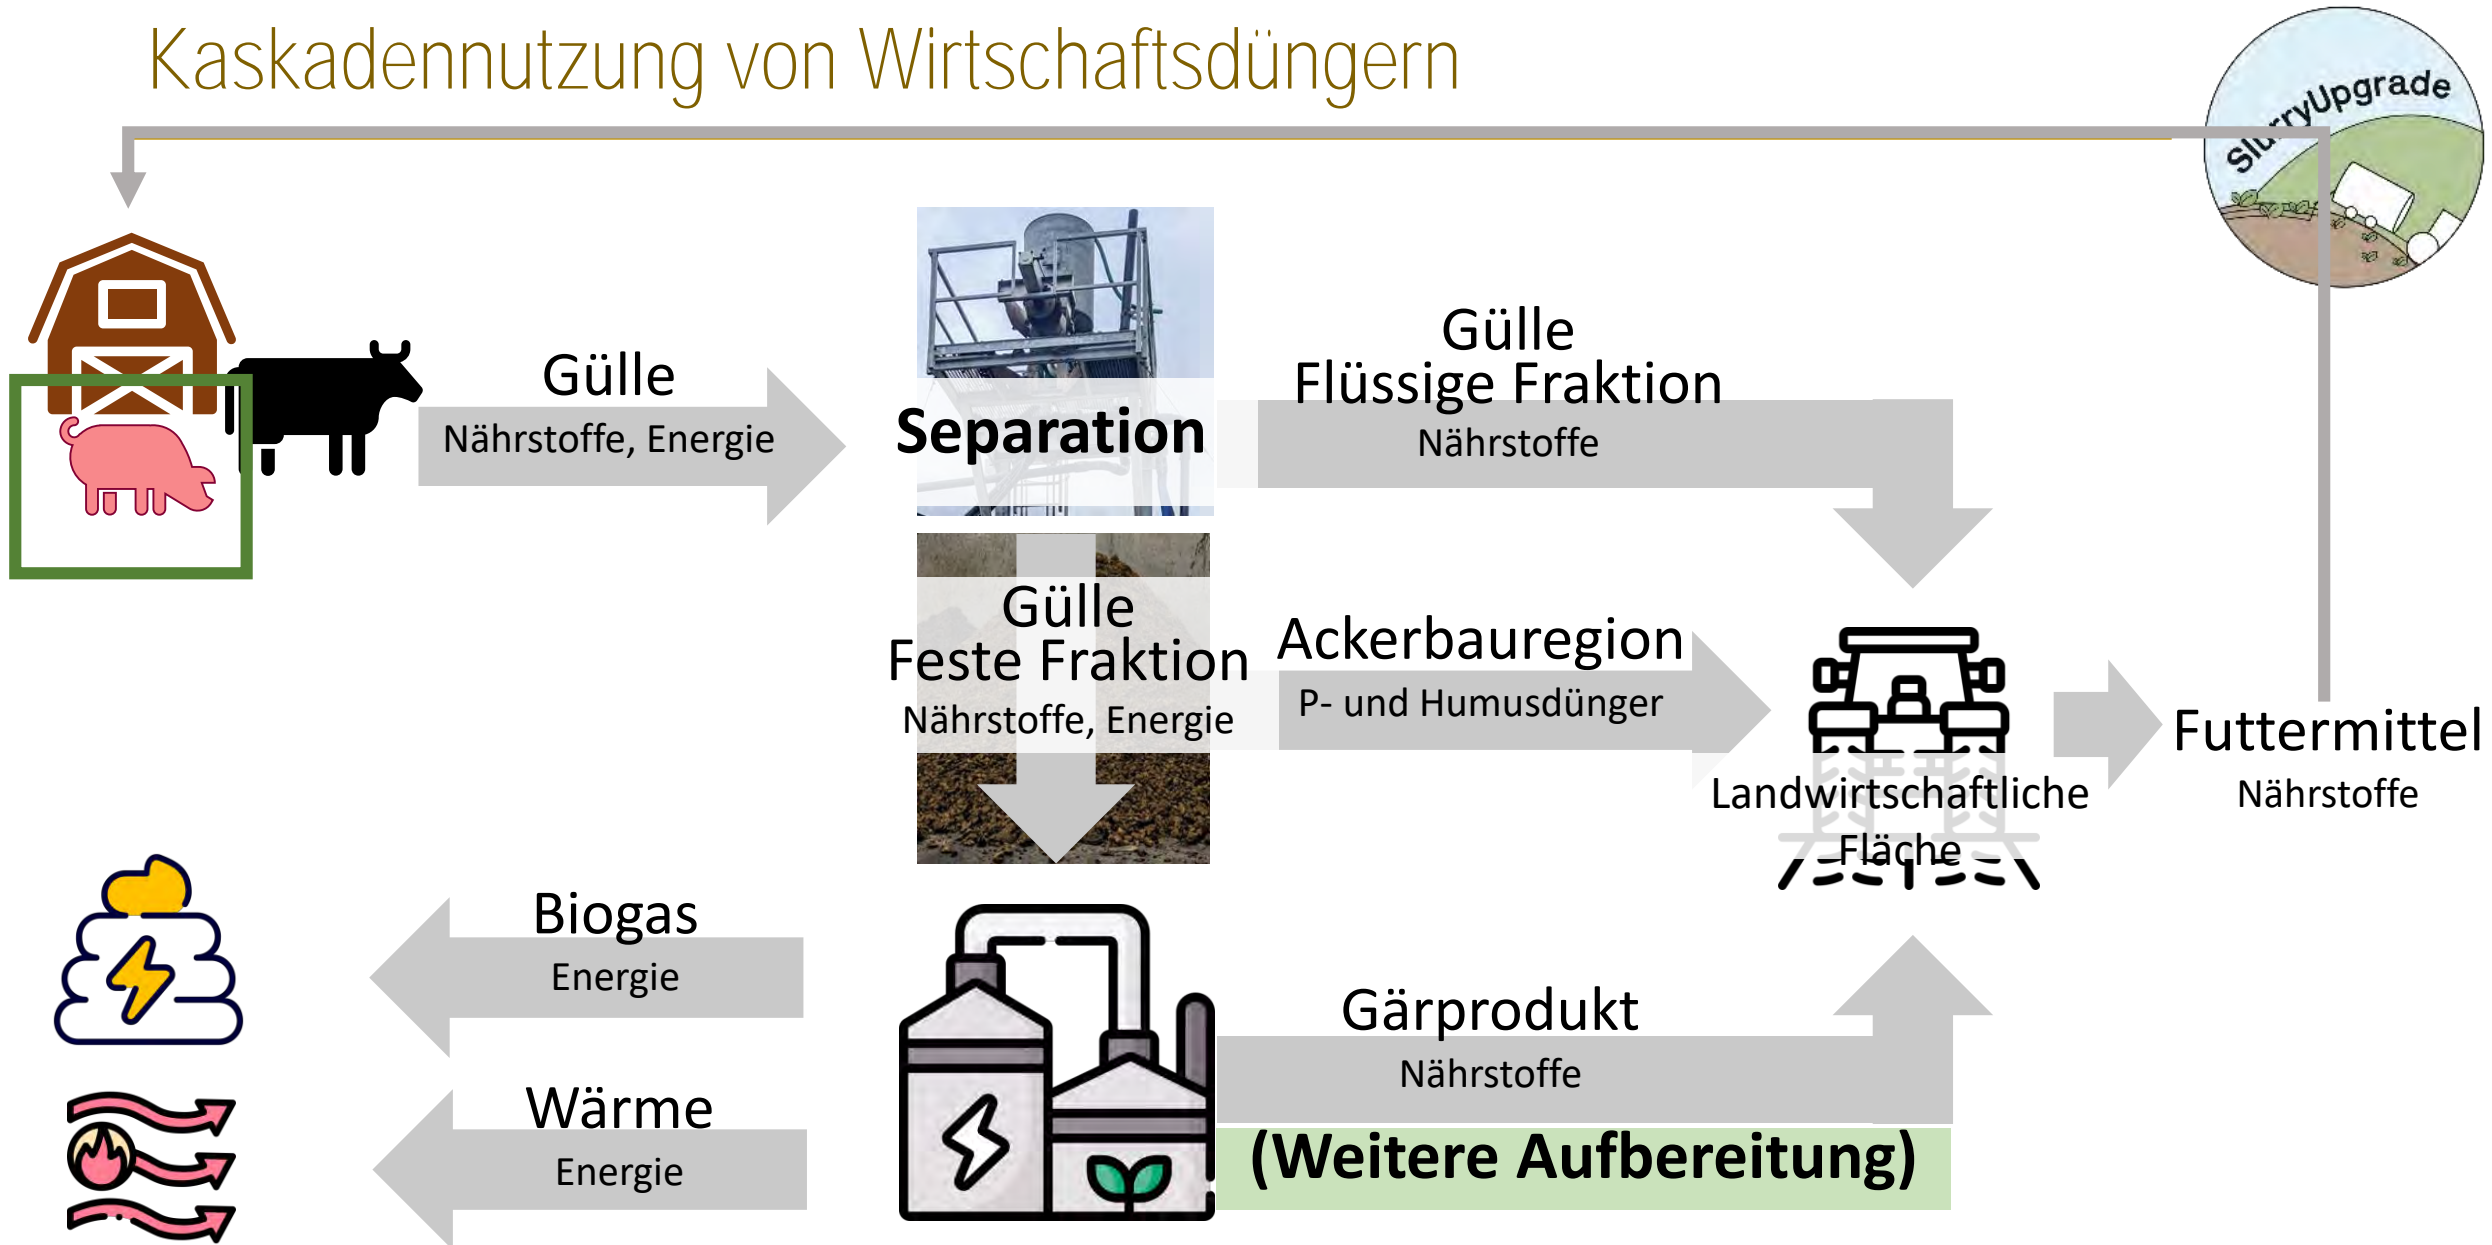 Kaskadennutzung von Wirtschaftsdüngern
SlurryUpgrade
Gülle
Nährstoffe, Energie
Separation
Gülle
Flüssige Fraktion
Nährstoffe
Gülle
Feste Fraktion
Nährstoffe, Energie
Ackerbauregion
P- und Humusdünger
Landwirtschaftliche
Fläche
Futtermittel
Nährstoffe
Biogas
Energie
Wärme
Energie
Gärprodukt
Nährstoffe
(Weitere Aufbereitung)